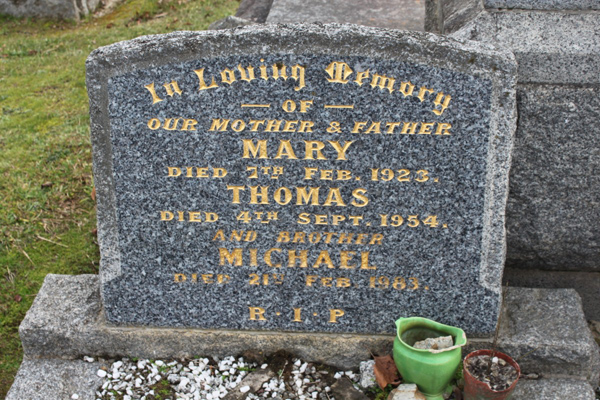 In Loving Memory
— OF —
OUR MOTHER & FATHER
MARY
DIED 7TH FEB. 1923.
THOMAS
DIED 4TH SEPT. 1954.
AND BROTHER
MICHAEL
DIED 21ST FEB 1983.
R · I · P